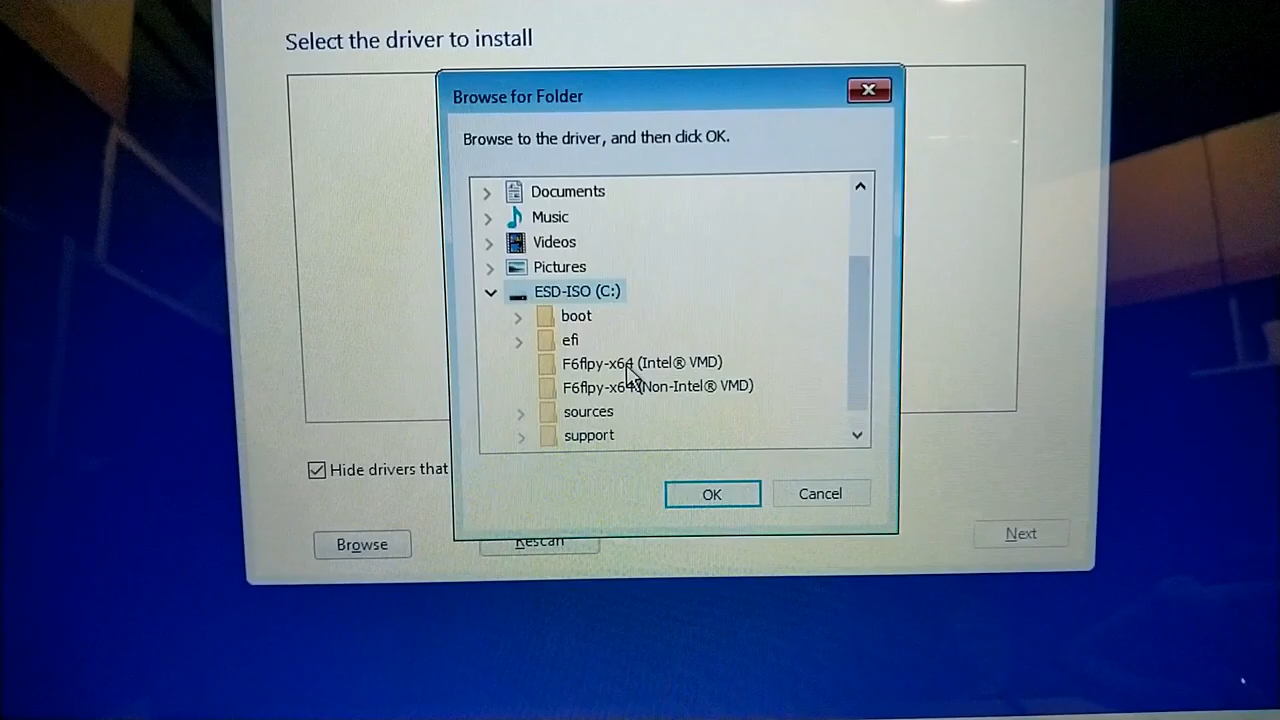 Select the driver to install
Browse for Folder
Browse to the driver, and then click OK.
Documents
Music
Videos
Pictures
ESD-ISO (C:)
boot
efi
F6flpy-x64 (Intel® VMD)
F6flpy-x64 (Non-Intel® VMD)
sources
support
Hide drivers that
OK
Cancel
Browse
Rescan
Next